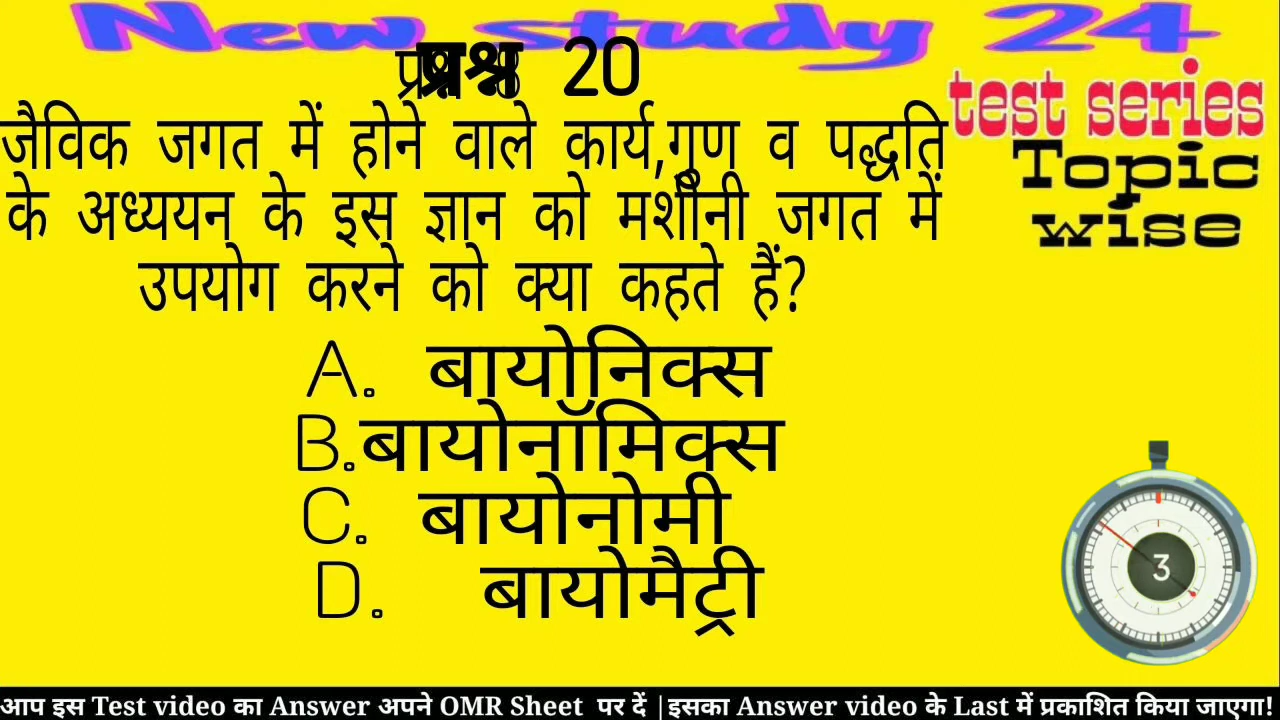 New study 24
प्रश्न 20
test series
Topic
wise
जैविक जगत में होने वाले कार्य,गुण व पद्धति
के अध्ययन के इस ज्ञान को मशीनी जगत में
उपयोग करने को क्या कहते हैं?
A. बायोनिक्स
B.बायोनॉमिक्स
C. बायोनोमी
D. बायोमैट्री
3
आप इस Test video का Answer अपने OMR Sheet पर दें |इसका Answer video के Last में प्रकाशित किया जाएगा!